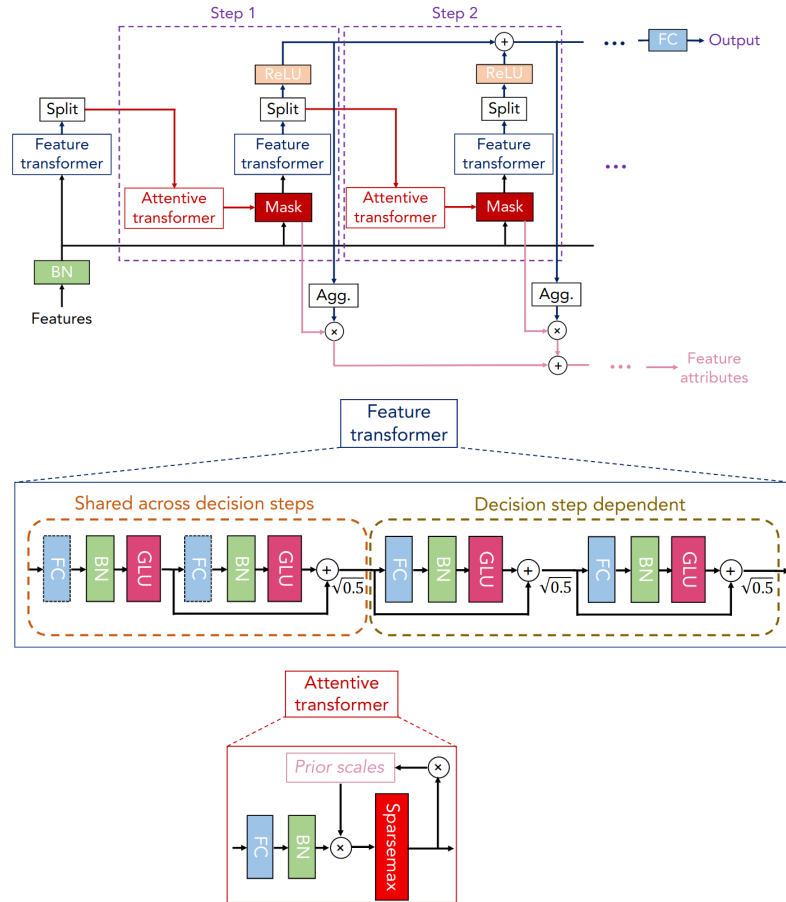 Step 1
Step 2
FC
Output
ReLU
ReLU
Split
Split
Split
Feature
transformer
Feature
transformer
Feature
transformer
Attentive
transformer
Mask
Attentive
transformer
Mask
BN
Features
Agg.
Agg.
Feature
attributes
Feature
transformer
Shared across decision steps
Decision step dependent
FC
BN
GLU
FC
BN
GLU
√0.5
FC
BN
GLU
√0.5
FC
BN
GLU
√0.5
Attentive
transformer
Prior scales
FC
BN
Sparsemax